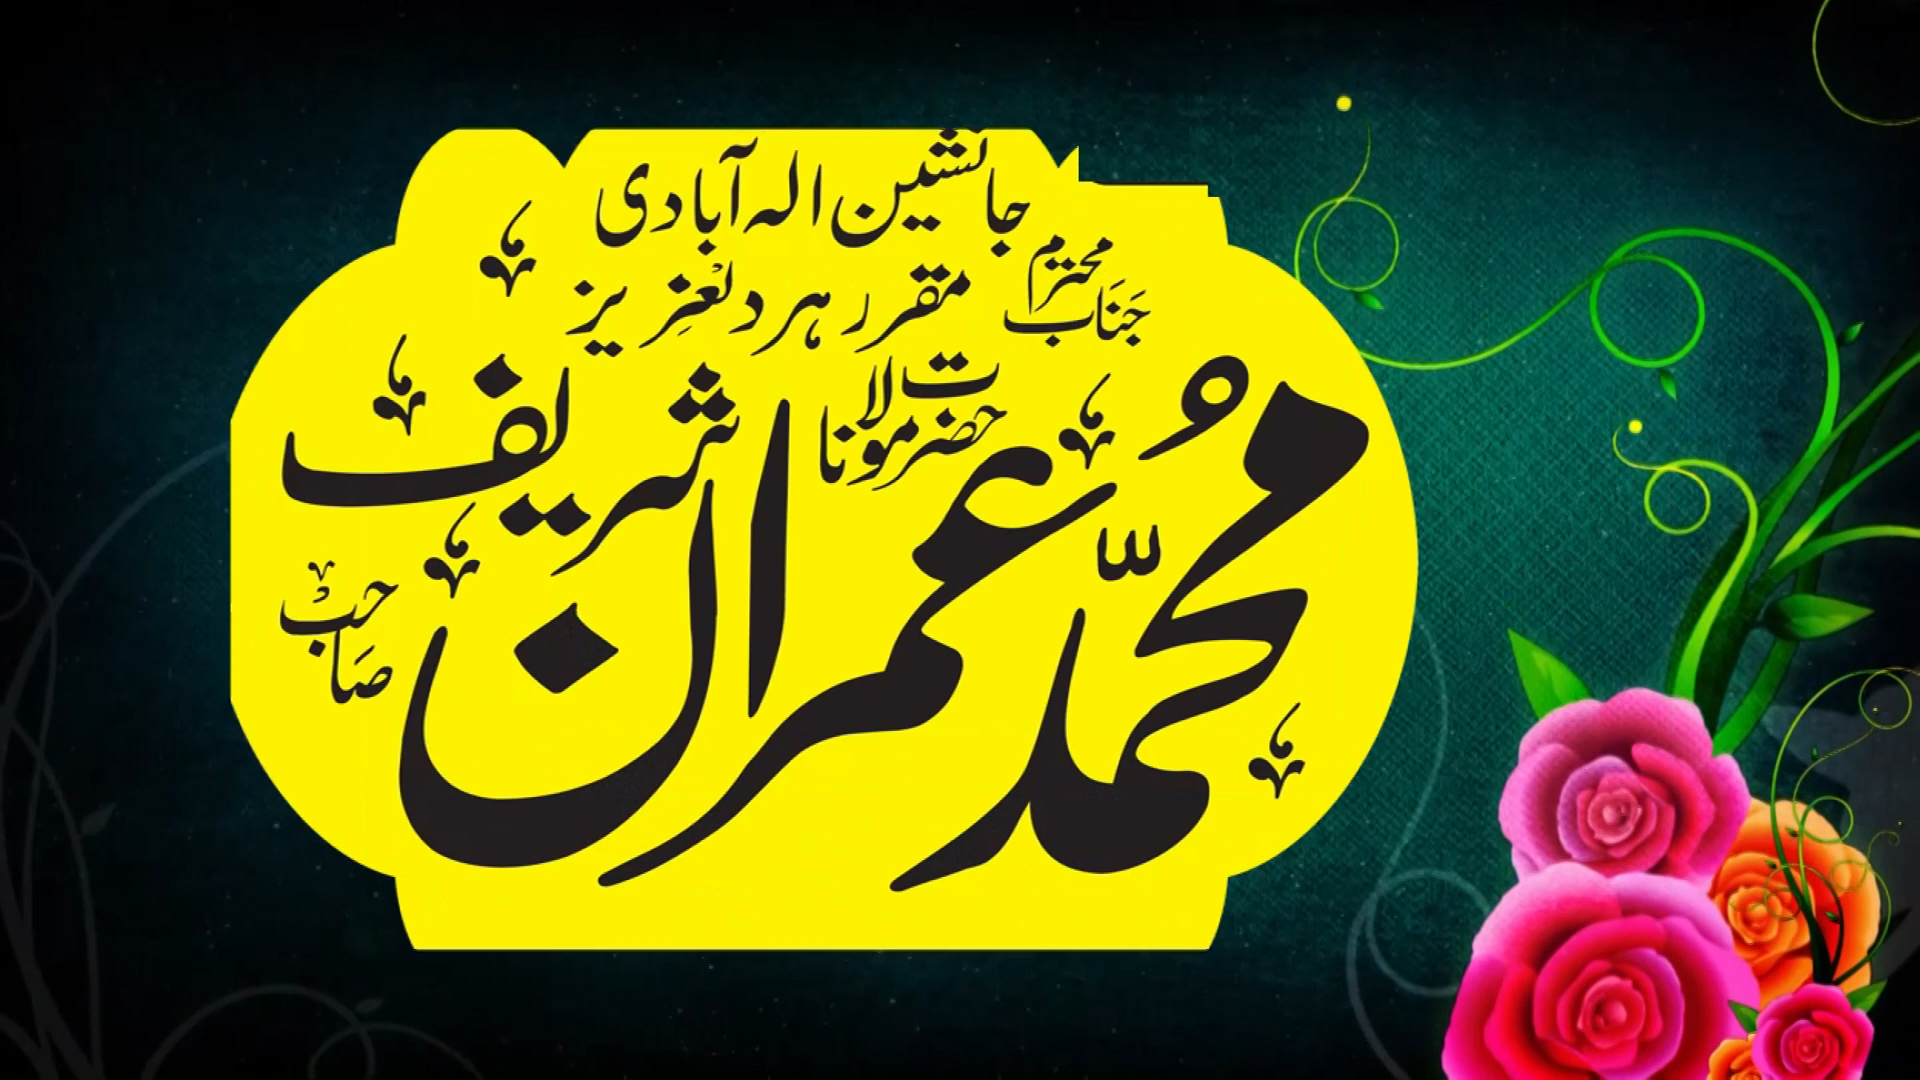 جانشین الہ آبادی
جناب محترم مقرر ہر دلعزیز
حضرت مولانا
محمد عمران شریف
صاحب